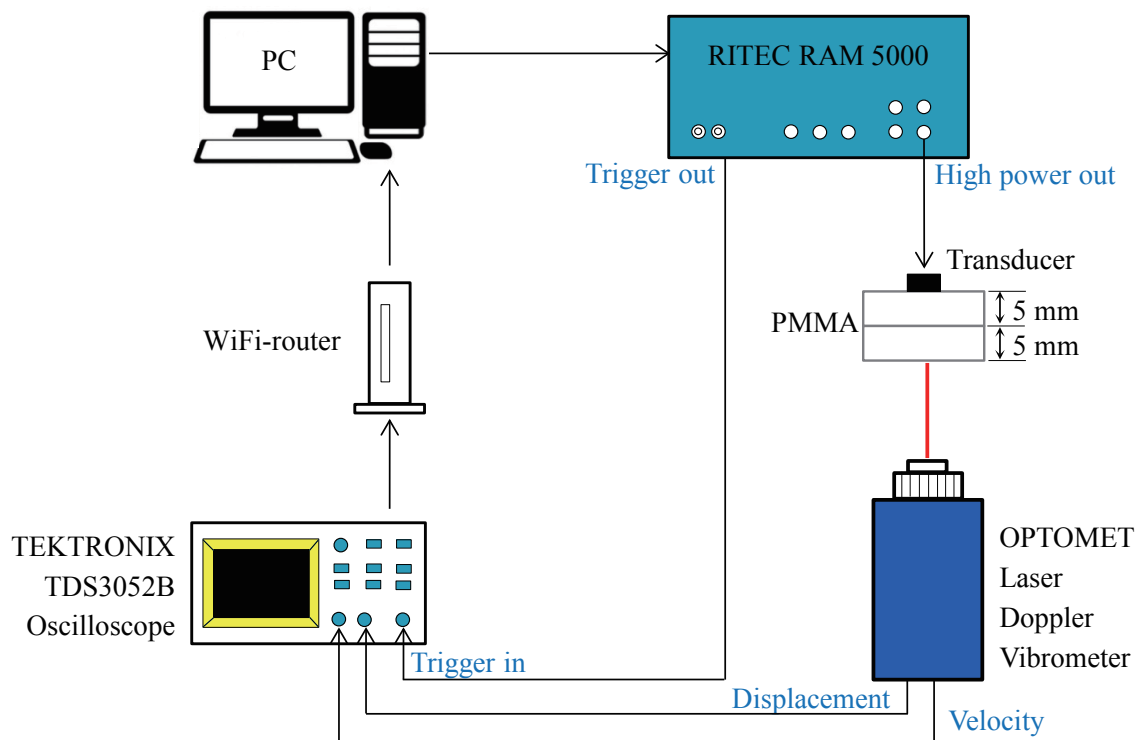 PC
RITEC RAM 5000
Trigger out
High power out
Transducer
PMMA
5 mm
5 mm
WiFi-router
TEKTRONIX
TDS3052B
Oscilloscope
Trigger in
OPTOMET
Laser
Doppler
Vibrometer
Displacement
Velocity